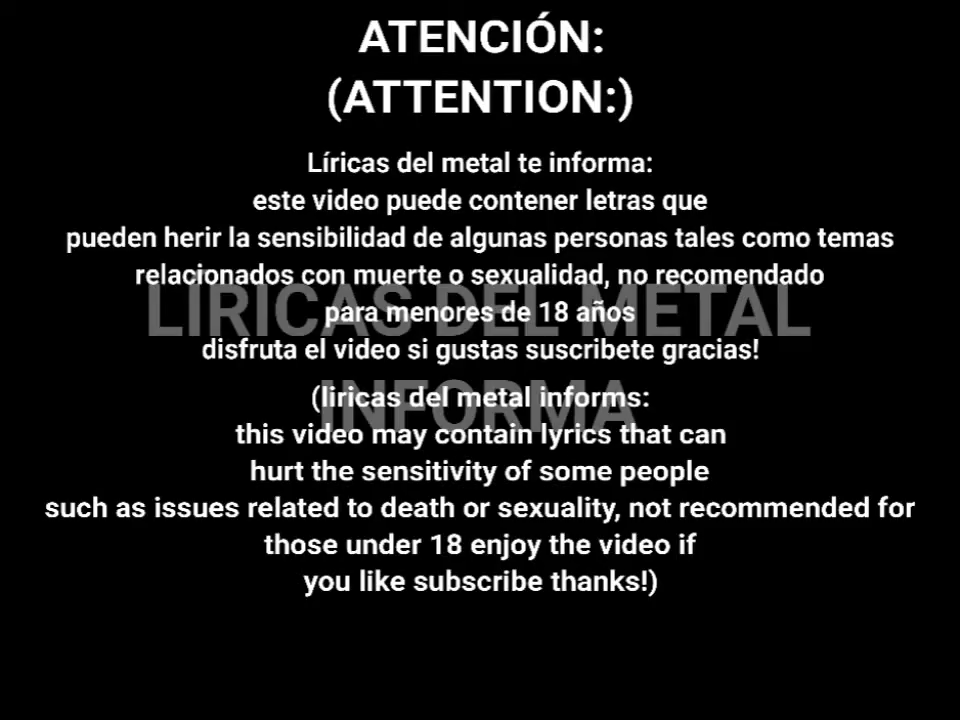 ATENCIÓN:
(ATTENTION:)
Líricas del metal te informa:
este video puede contener letras que
pueden herir la sensibilidad de algunas personas tales como temas
relacionados con muerte o sexualidad, no recomendado
LIRICAS DEL METAL
para menores de 18 años
disfruta el video si gustas suscribete gracias!
INFORMA
(liricas del metal informs:
this video may contain lyrics that can
hurt the sensitivity of some people
such as issues related to death or sexuality, not recommended for
those under 18 enjoy the video if
you like subscribe thanks!)